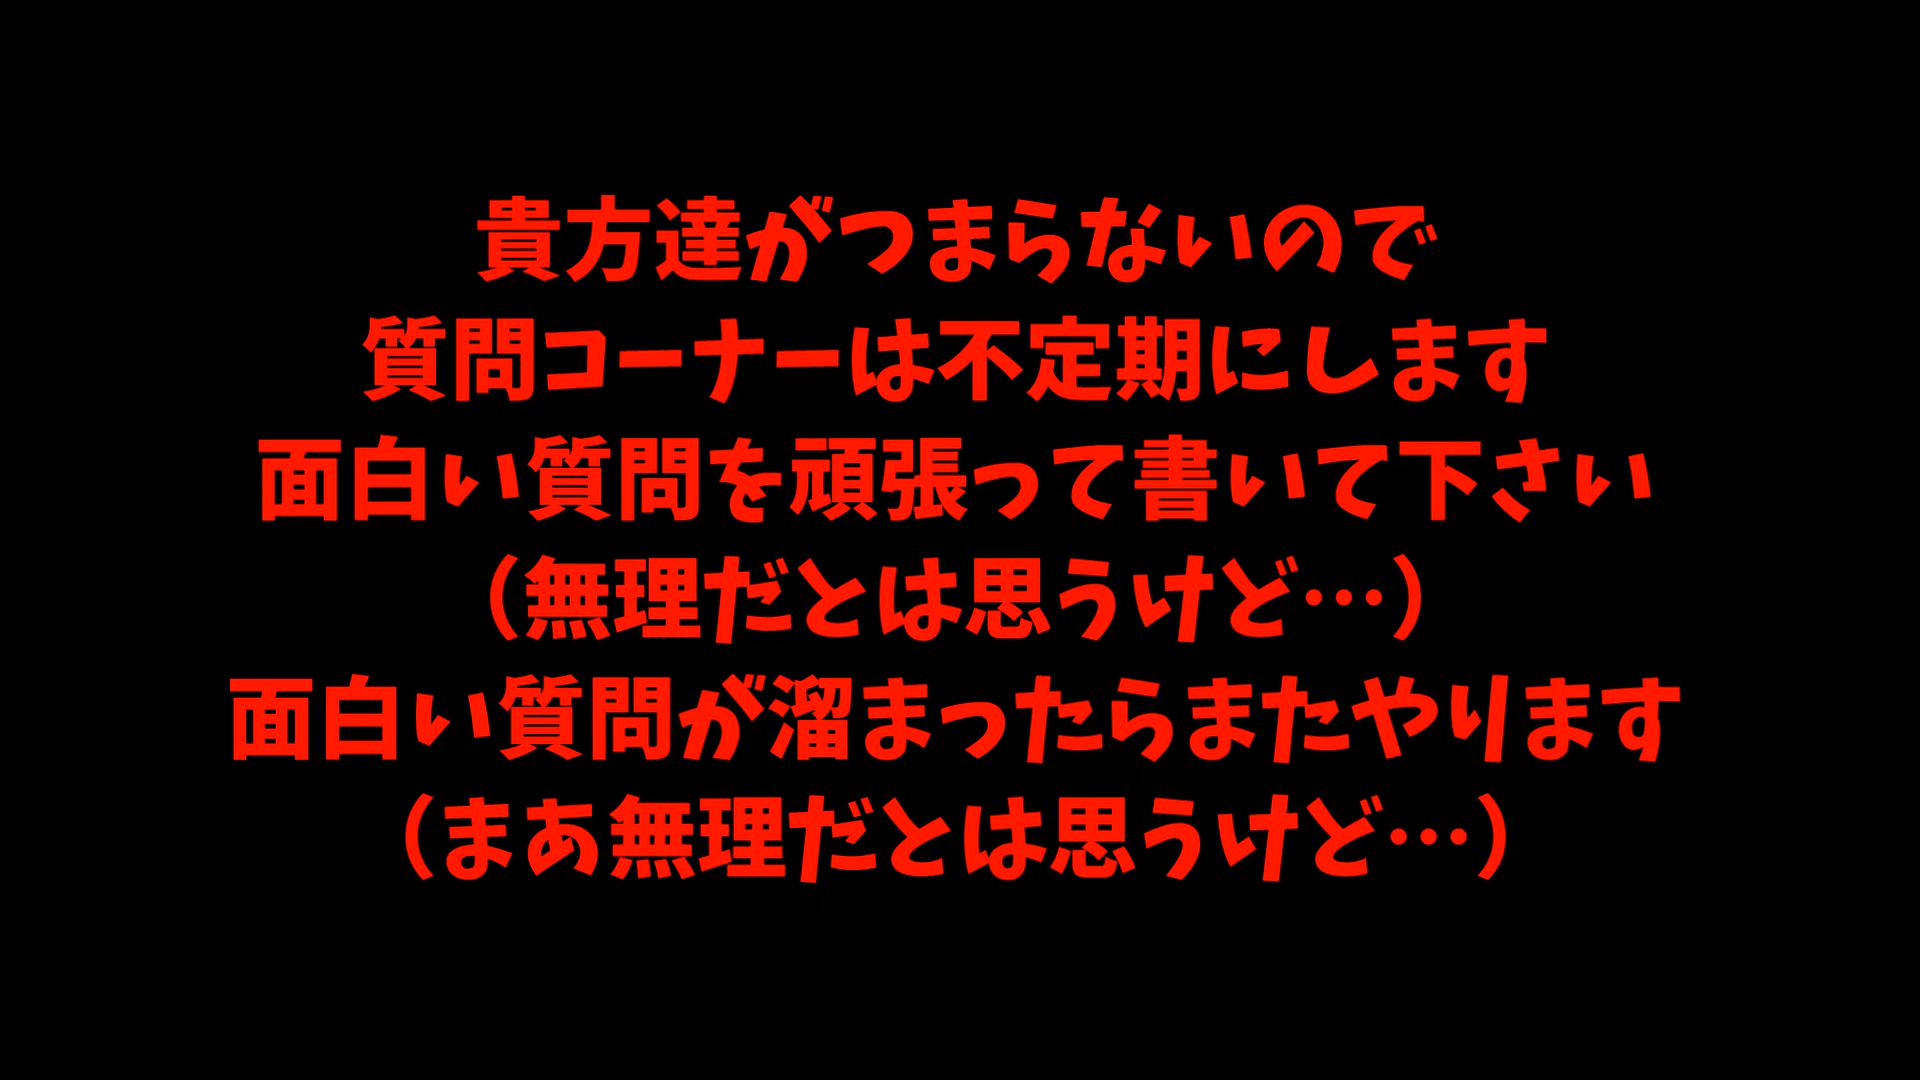 貴方達がつまらないので
質問コーナーは不定期にします
面白い質問を頑張って書いて下さい
（無理だとは思うけど…）
面白い質問が溜まったらまたやります
（まあ無理だとは思うけど…）